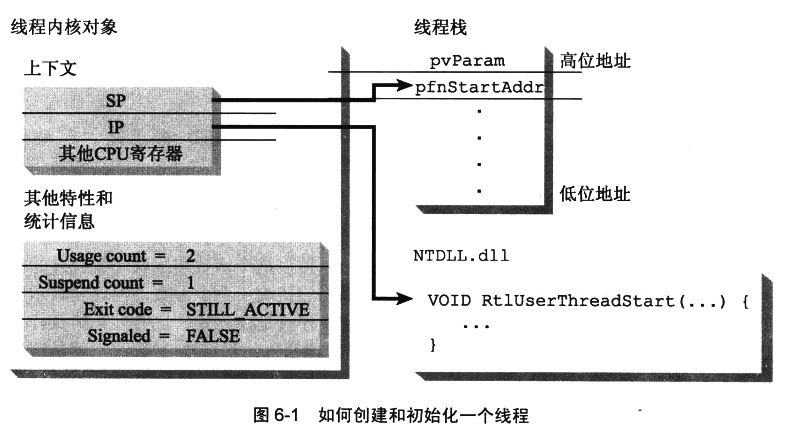 线程内核对象
上下文
SP
IP
其他CPU寄存器
其他特性和
统计信息
Usage count = 2
Suspend count = 1
Exit code = STILL_ACTIVE
Signaled = FALSE
线程栈
pvParam
高位地址
pfnStartAddr
.
.
.
.
低位地址
NTDLL.dll
VOID RtlUserThreadStart(...) {
...
}
图 6-1 如何创建和初始化一个线程